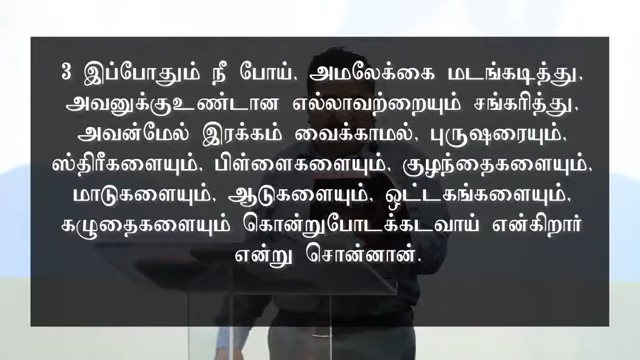 3 இப்போதும் நீ போய், அமலேக்கை மடங்கடித்து,
அவனுக்குஉண்டான எல்லாவற்றையும் சங்கரித்து,
அவன்மேல் இரக்கம் வைக்காமல், புருஷரையும்,
ஸ்திரீகளையும், பிள்ளைகளையும், குழந்தைகளையும்,
மாடுகளையும், ஆடுகளையும், ஒட்டகங்களையும்,
கழுதைகளையும் கொன்றுபோடக்கடவாய் என்கிறார்
என்று சொன்னான்.